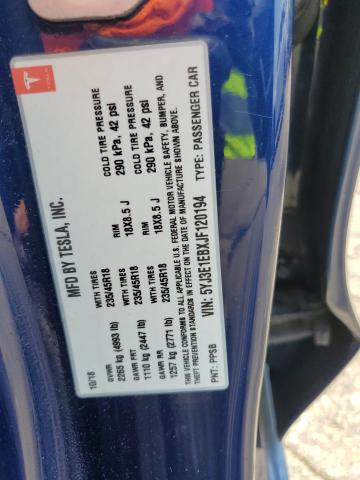 TESLA
MFD BY TESLA, INC.
10/18
GVWR
2265 kg (4993 lb)
GAWR FRT
1110 kg (2447 lb)
WITH TIRES
235/45R18
RIM
18X8.5 J
COLD TIRE PRESSURE
290 kPa, 42 psi
GAWR RR
1257 kg (2771 lb)
WITH TIRES
235/45R18
RIM
18X8.5 J
COLD TIRE PRESSURE
290 kPa, 42 psi
THIS VEHICLE CONFORMS TO ALL APPLICABLE U.S. FEDERAL MOTOR VEHICLE SAFETY, BUMPER, AND
THEFT PREVENTION STANDARDS IN EFFECT ON THE DATE OF MANUFACTURE SHOWN ABOVE.
VIN: 5YJ3E1EBXJF120194
TYPE: PASSENGER CAR
PNT: PPSB